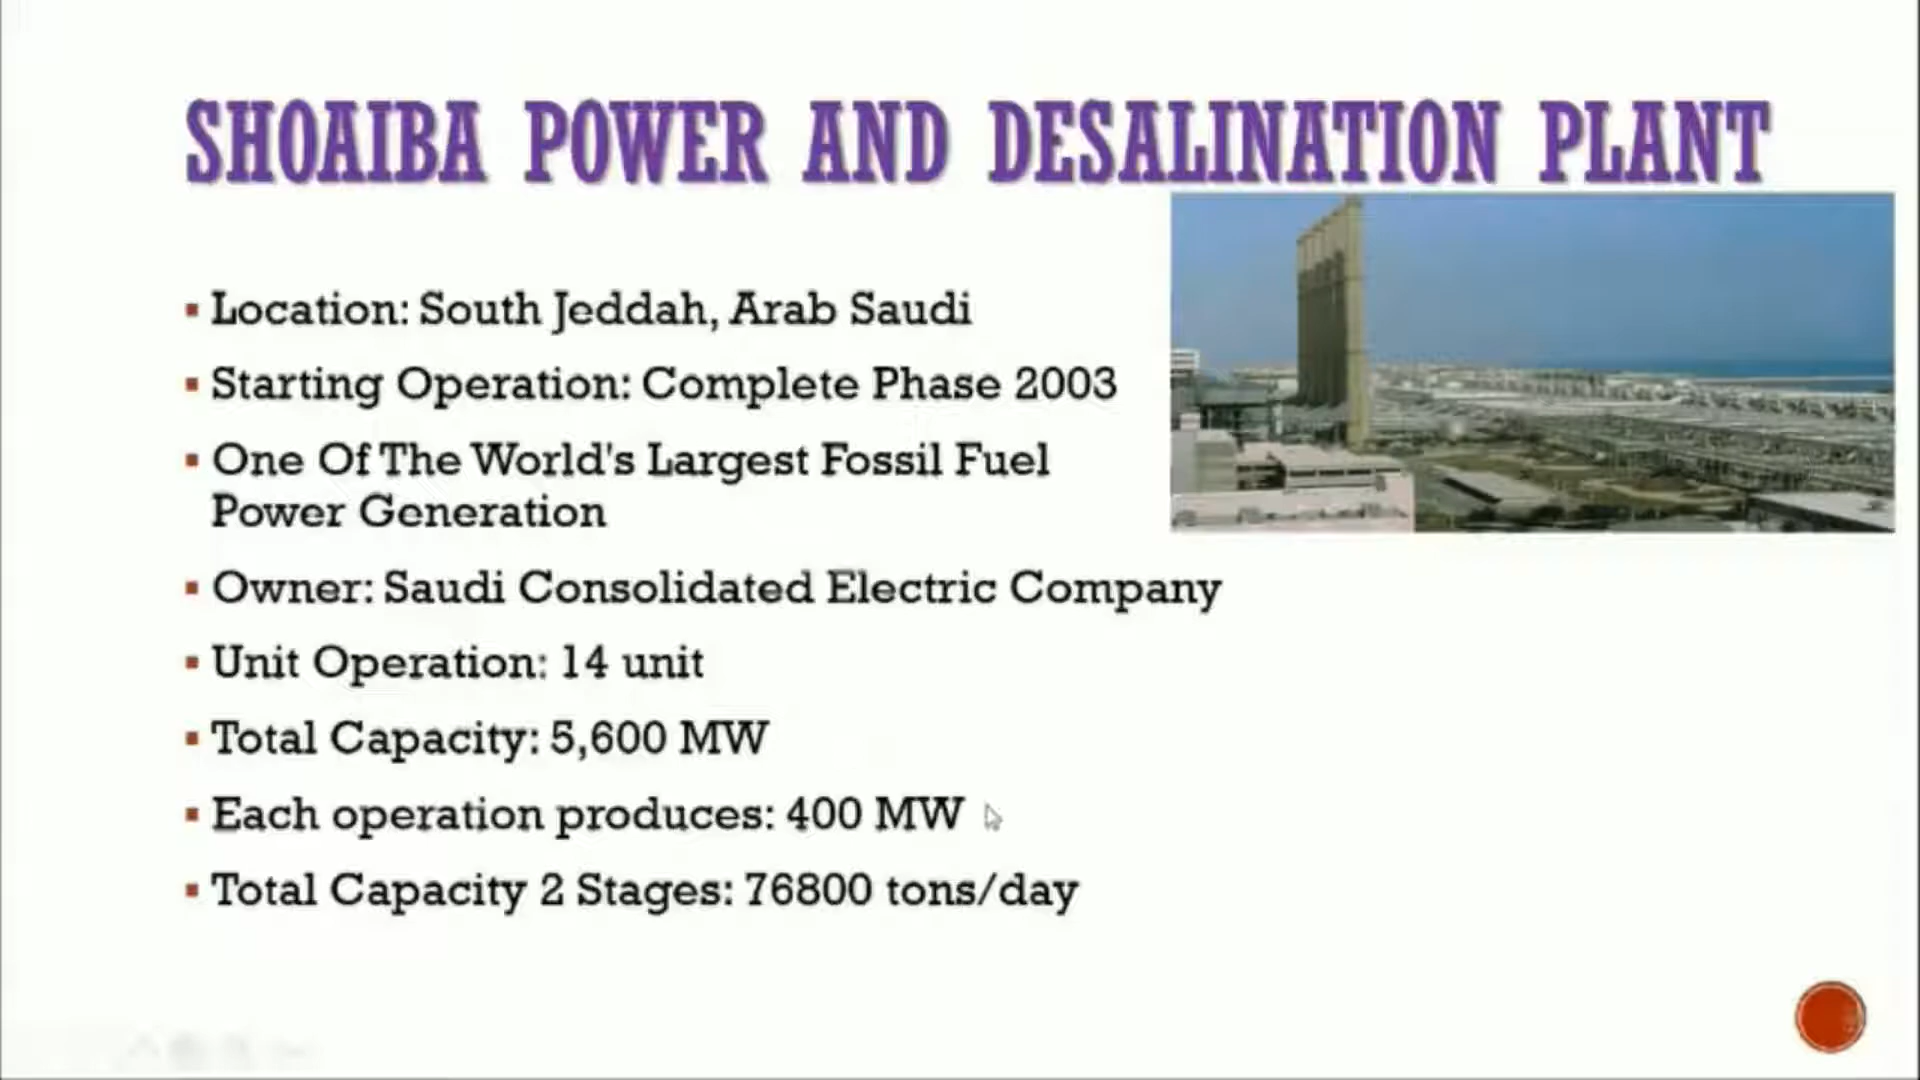 SHOAIBA POWER AND DESALINATION PLANT
Location: South Jeddah, Arab Saudi
Starting Operation: Complete Phase 2003
One Of The World's Largest Fossil Fuel
Power Generation
Owner: Saudi Consolidated Electric Company
Unit Operation: 14 unit
Total Capacity: 5,600 MW
Each operation produces: 400 MW
Total Capacity 2 Stages: 76800 tons/day